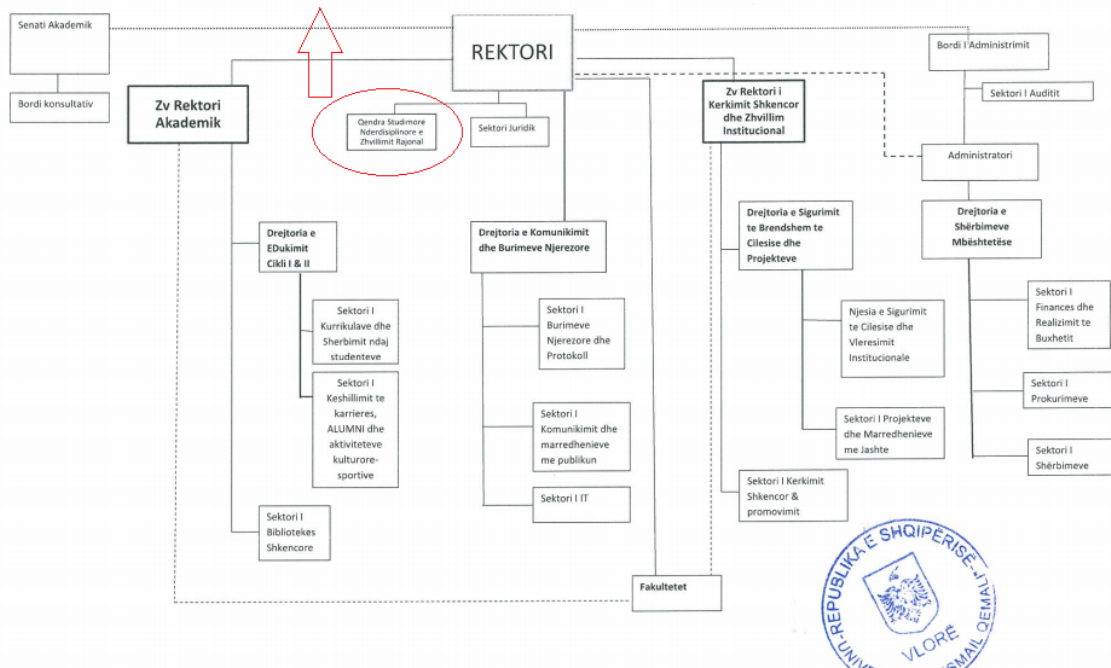 Senati Akademik
Bordi konsultativ
REKTORI
Bordi I Administrimit
Sektori I Auditit
Administratori
Zv Rektori
Akademik
Qendra Studimore
Nderdisiplinore e
Zhvillimit Rajonal
Sektori Juridik
Zv Rektori i
Kerkimit Shkencor
dhe Zhvillim
Institucional
Drejtoria e
EDukimit
Cikli I & II
Sektori I
Kurrikulave dhe
Sherbimit ndaj
studenteve
Sektori I
Keshillimit te
karrieres,
ALUMNI dhe
aktiviteteve
kulturore-
sportive
Sektori I
Bibliotekes
Shkencore
Drejtoria e Komunikimit
dhe Burimeve Njerezore
Sektori I
Burimeve
Njerezore dhe
Protokoll
Sektori I
Komunikimit dhe
marredhenieve
me publikun
Sektori I IT
Fakultetet
Drejtoria e Sigurimit
te Brendshem te
Cilesise dhe
Projekteve
Njesia e Sigurimit
te Cilesise dhe
Vleresimit
Institucionale
Sektori I Projekteve
dhe Marredhenieve
me Jashte
Sektori I Kerkimit
Shkencor &
promovimit
Drejtoria e
Shërbimeve
Mbështetëse
Sektori I
Finances dhe
Realizimit te
Buxhetit
Sektori I
Prokurimeve
Sektori I
Shërbimeve
REPUBLIKA E SHQIPËRISË
ISMAIL QEMALI
VLORË